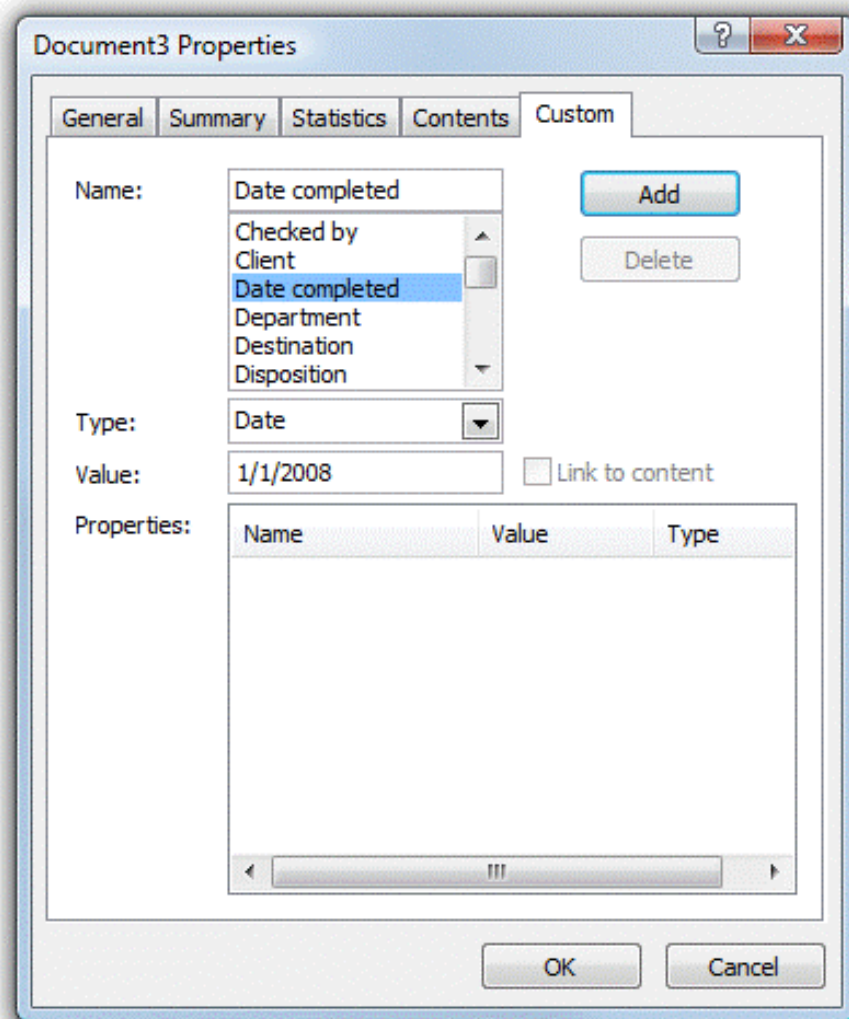 Document3 Properties
General Summary Statistics Contents Custom
Name: Date completed Add
Checked by
Client
Delete
Date completed
Department
Destination
Disposition
Type: Date
Value: 1/1/2008 Link to content
Properties: Name Value Type
OK Cancel